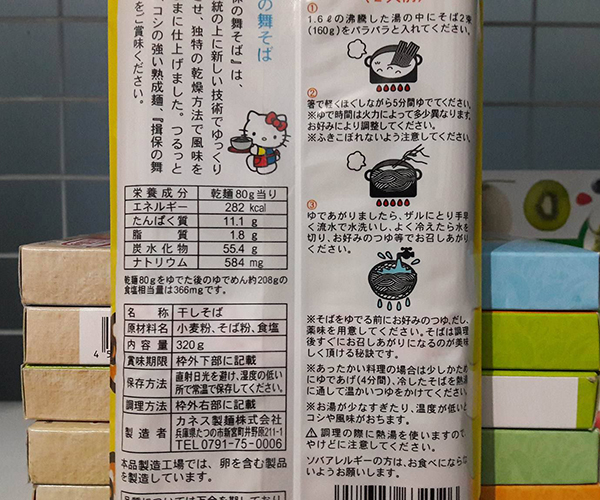 の舞そば
保の舞そば』は、
統の上に新しい技術でゆっくり
させ、独特の乾燥方法で風味を
まに仕上げました。つるっと
コシの強い熟成麺、『揖保の舞
をご賞味ください。
栄養成分 乾麺80g当り
エネルギー 282 kcal
たんぱく質 11.1 g
脂質 1.8 g
炭水化物 55.4 g
ナトリウム 584 mg
乾麺80gをゆでた後のゆでめん約208gの
食塩相当量は366mgです。
名称 干しそば
原材料名 小麦粉、そば粉、食塩
内容量 320g
賞味期限 枠外下部に記載
保存方法 直射日光を避け、湿度の低い
所で常温で保存してください。
調理方法 枠外右部に記載
製造者 カネス製麺株式会社
兵庫県たつの市新宮町井野原211-1
TEL 0791-75-0006
本品製造工場では、卵を含む製品
を製造しています。
①
1.6ℓの沸騰した湯の中にそば2束
(160g)をパラパラと入れてください。
②
箸で軽くほぐしながら5分間ゆでてください。
※ゆで時間は火力によって多少異なります。
お好みにより調整してください。
※ふきこぼれないよう注意してください。
③
ゆであがりましたら、ザルにとり手早
く流水で水洗いし、よく冷えたら水を
切り、お好みのつゆ等でお召しあがり
ください。
※そばをゆでる前にお好みのつゆ、だし、
薬味を用意してください。そばは調理
後すぐにお召しあがりになるのが美味
しく頂ける秘訣です。
※あったかい料理の場合は少しかため
にゆであげ(4分間)、冷したそばを熱湯
に通して温かいつゆをかけてください。
※お湯が少なすぎたり、温度が低いと
コシや風味がもどりません。
⚠調理の際に熱湯を使いますので
やけどに注意してください。
ソバアレルギーの方は、お食べになら
ないようお願いします。